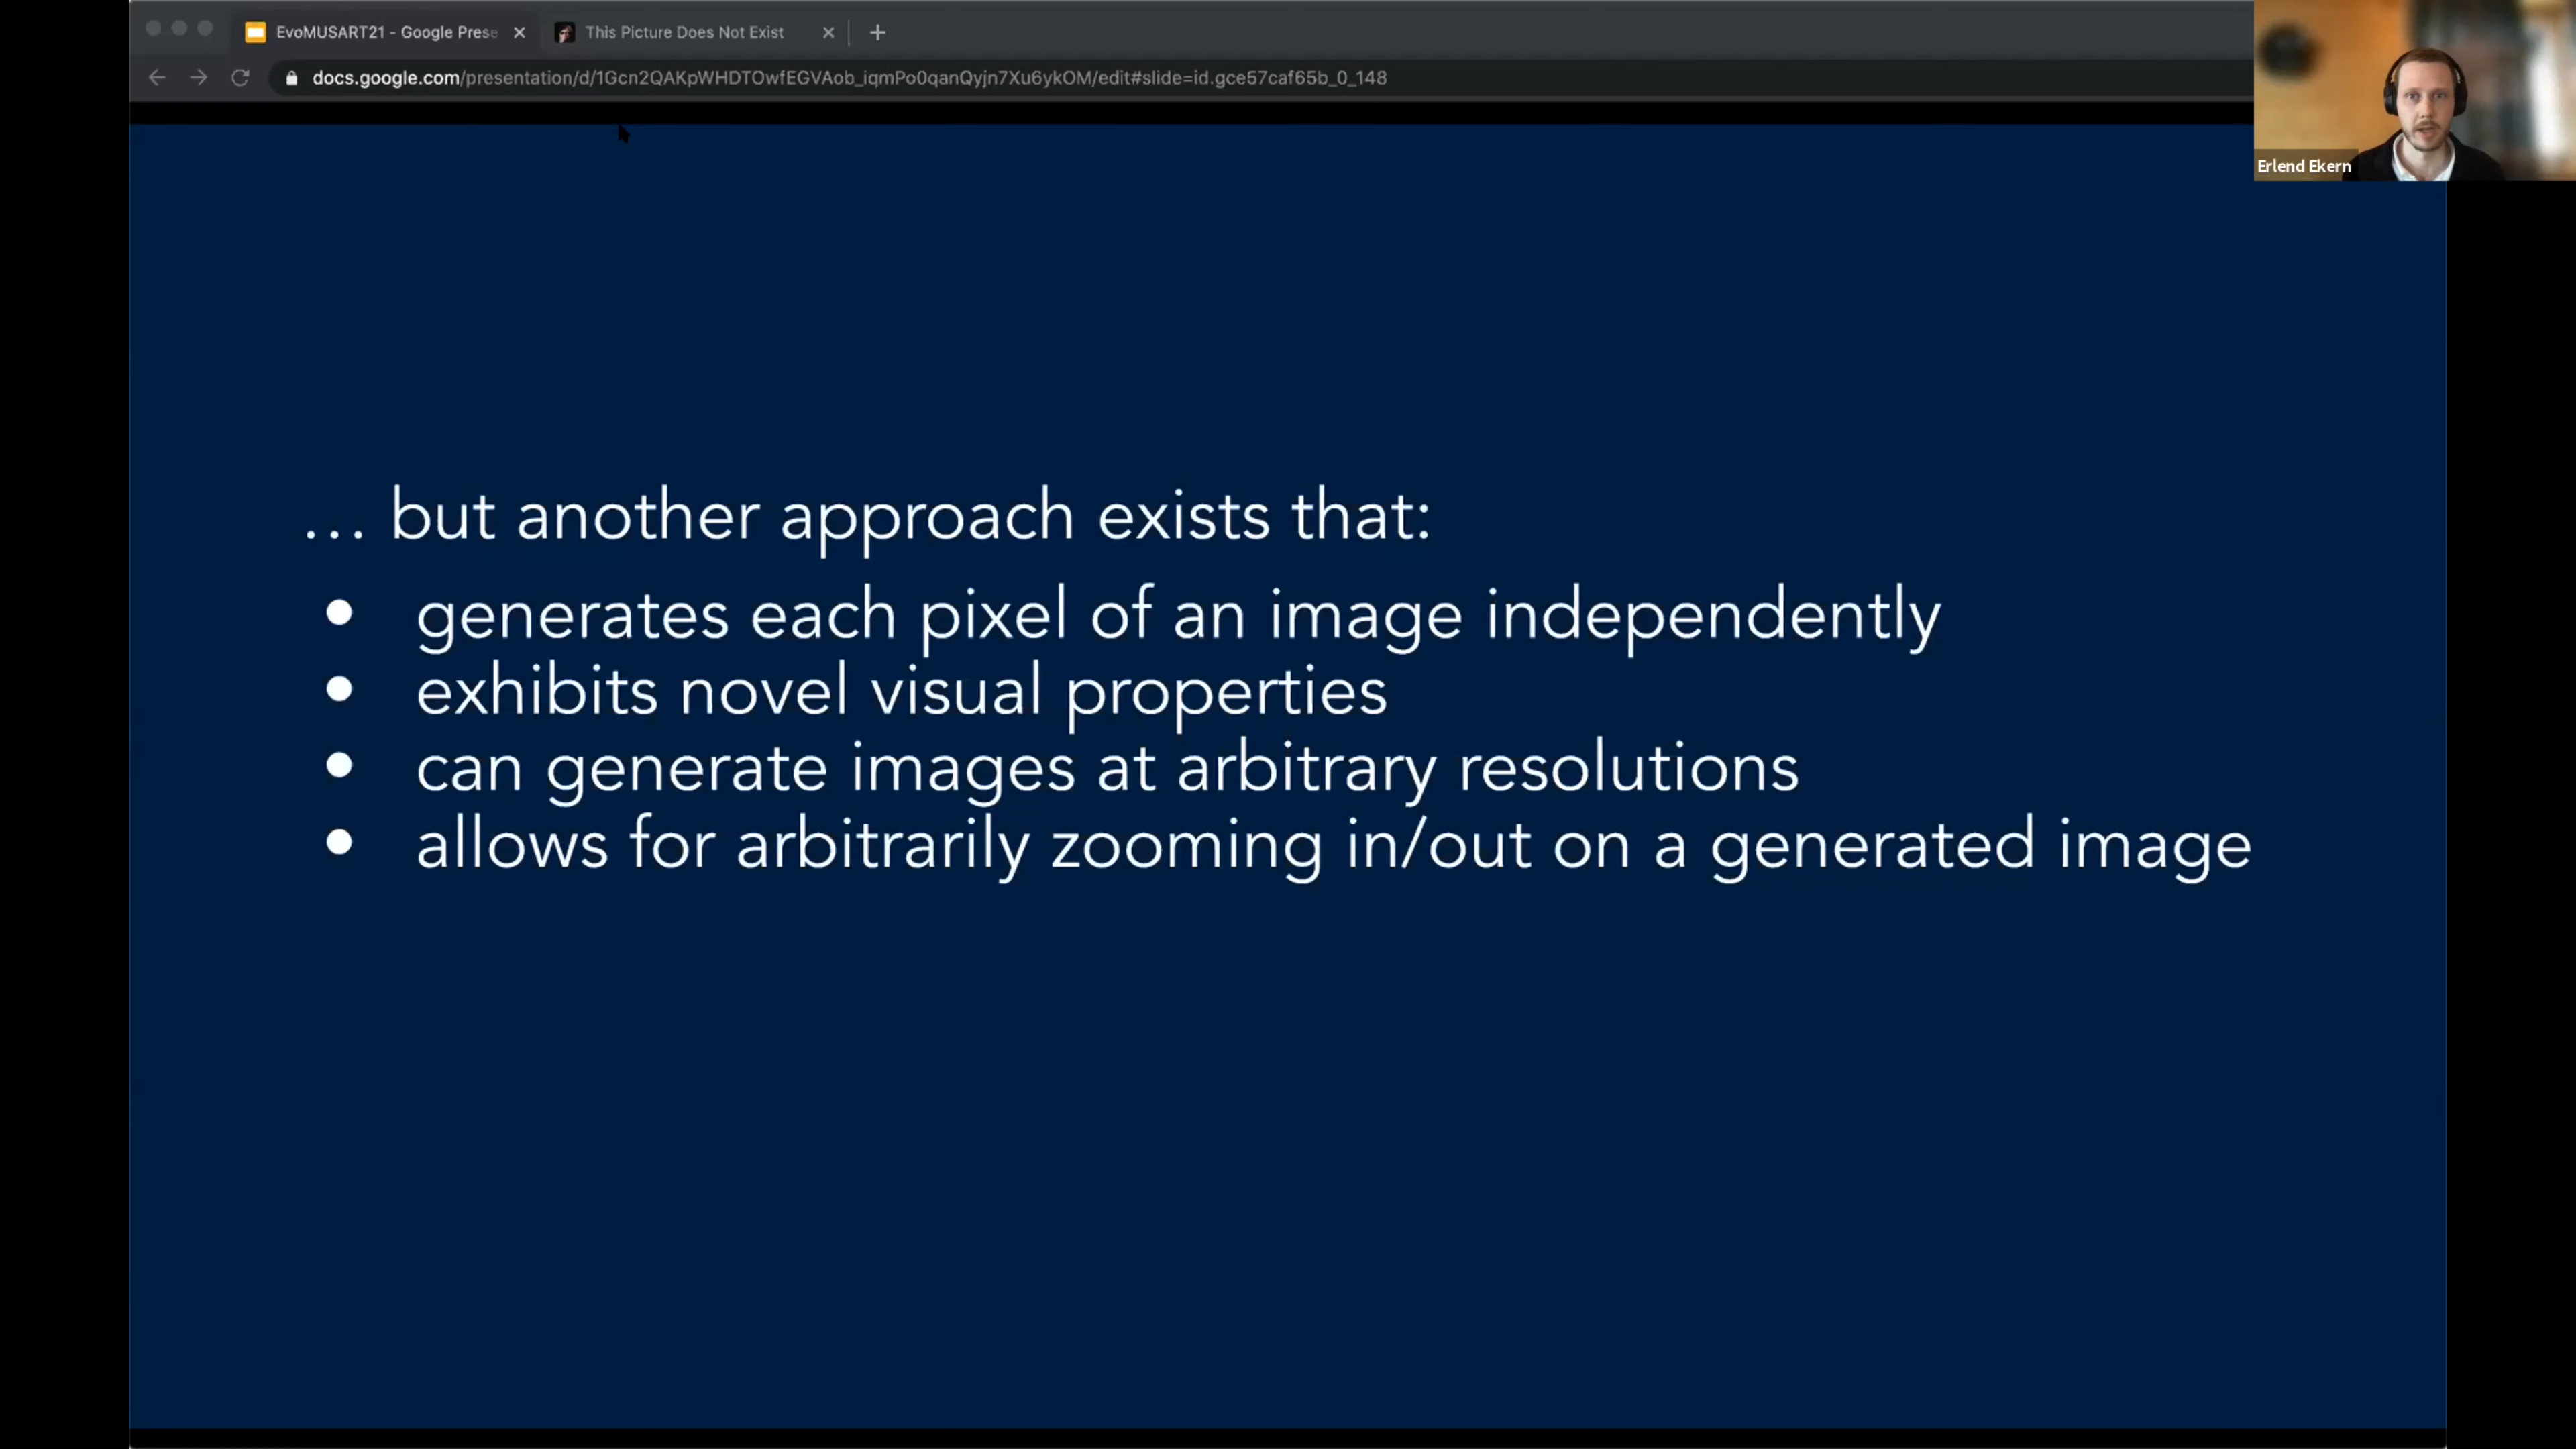 EvoMUSART21 - Google Prese
This Picture Does Not Exist
docs.google.com/presentation/d/1Gcn2QAKpWHDTOwfEGVAob_iqmPo0qanQyjn7Xu6ykOM/edit#slide=id.gce57caf65b_0_148
Erlend Ekern
... but another approach exists that:
● generates each pixel of an image independently
● exhibits novel visual properties
● can generate images at arbitrary resolutions
● allows for arbitrarily zooming in/out on a generated image